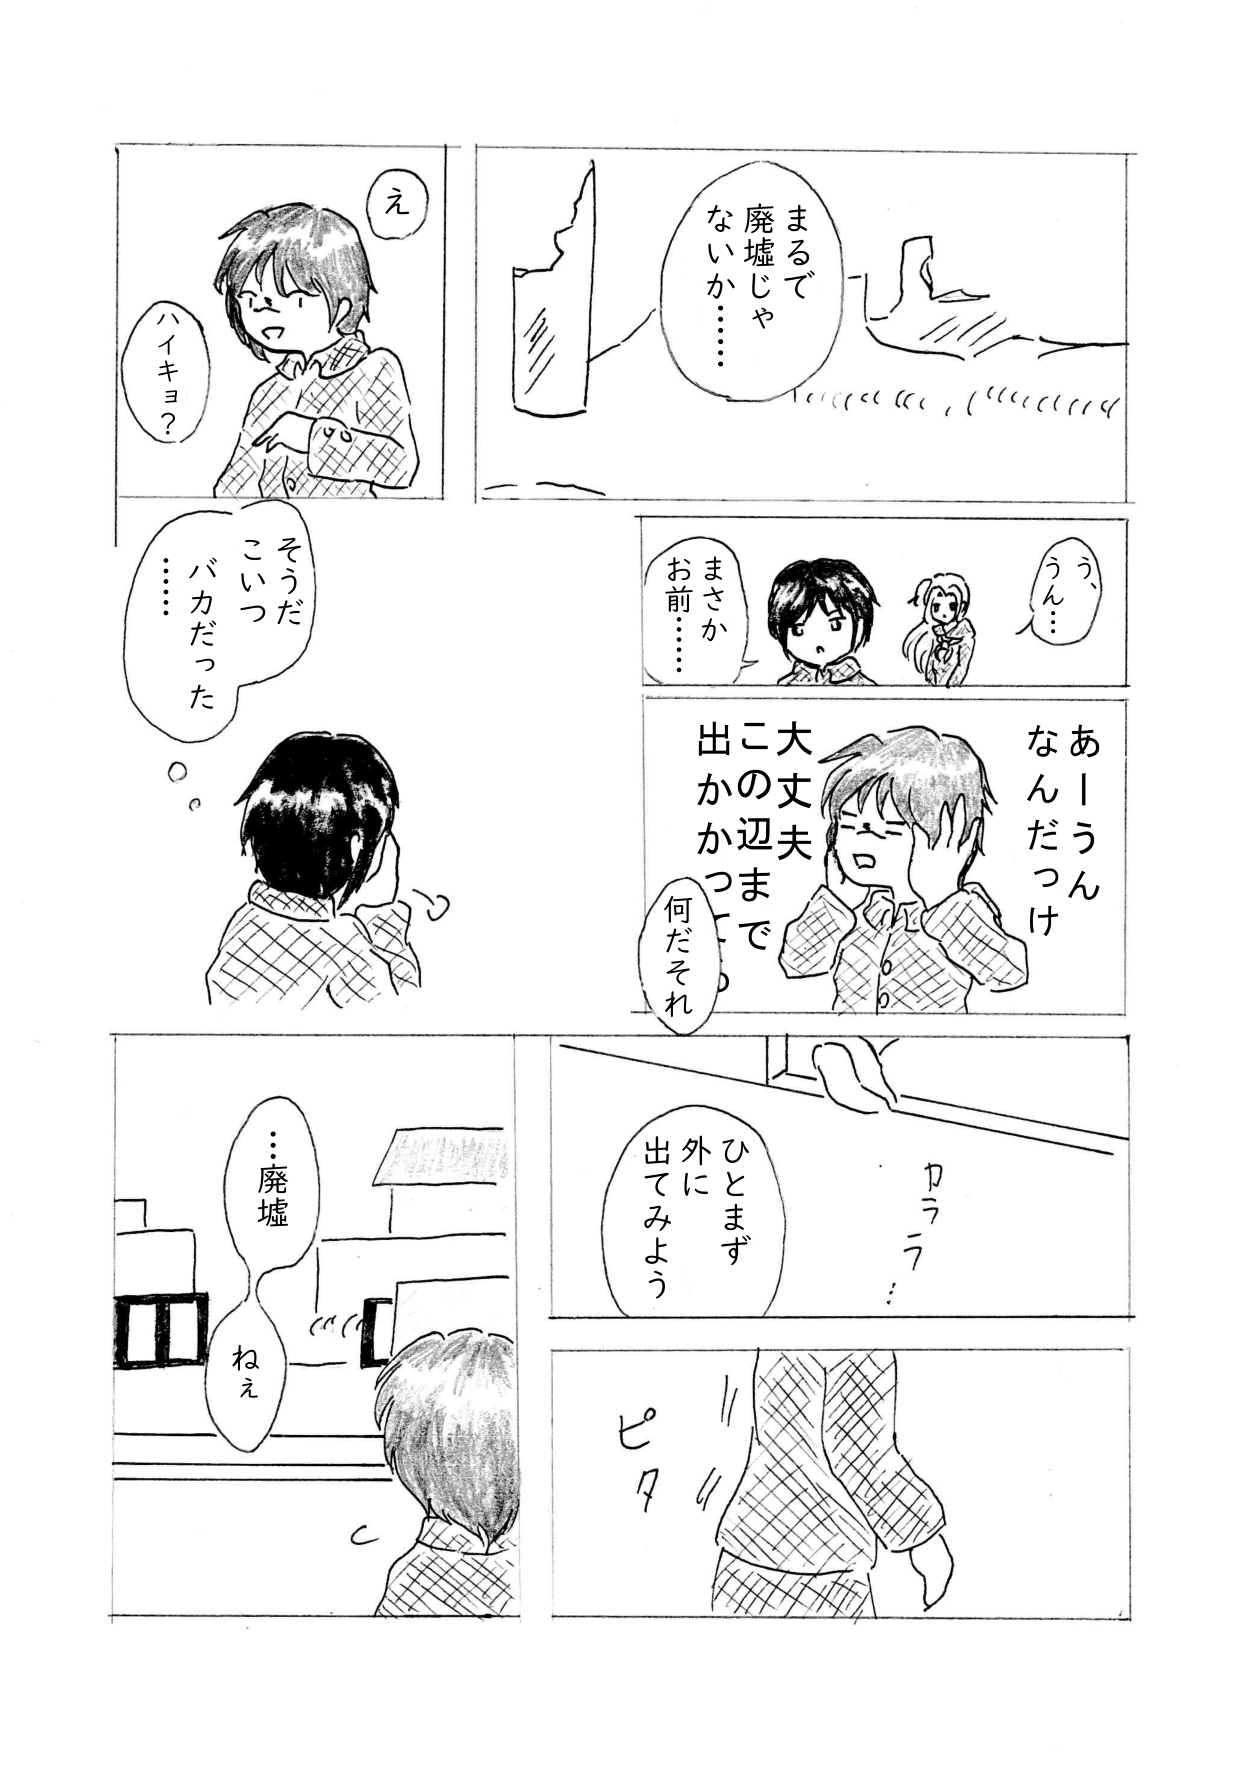 まるで
廃墟じゃ
ないか……
え
ハイキョ？
う、
うん…
まさか
お前……
あーうん
なんだっけ
大丈夫
この辺まで
出かかって
何だそれ
そうだ
こいつ
バカだった
……
ひとまず
外に
出てみよう
カララ
ラ…
ピタ
…廃墟
ねぇ